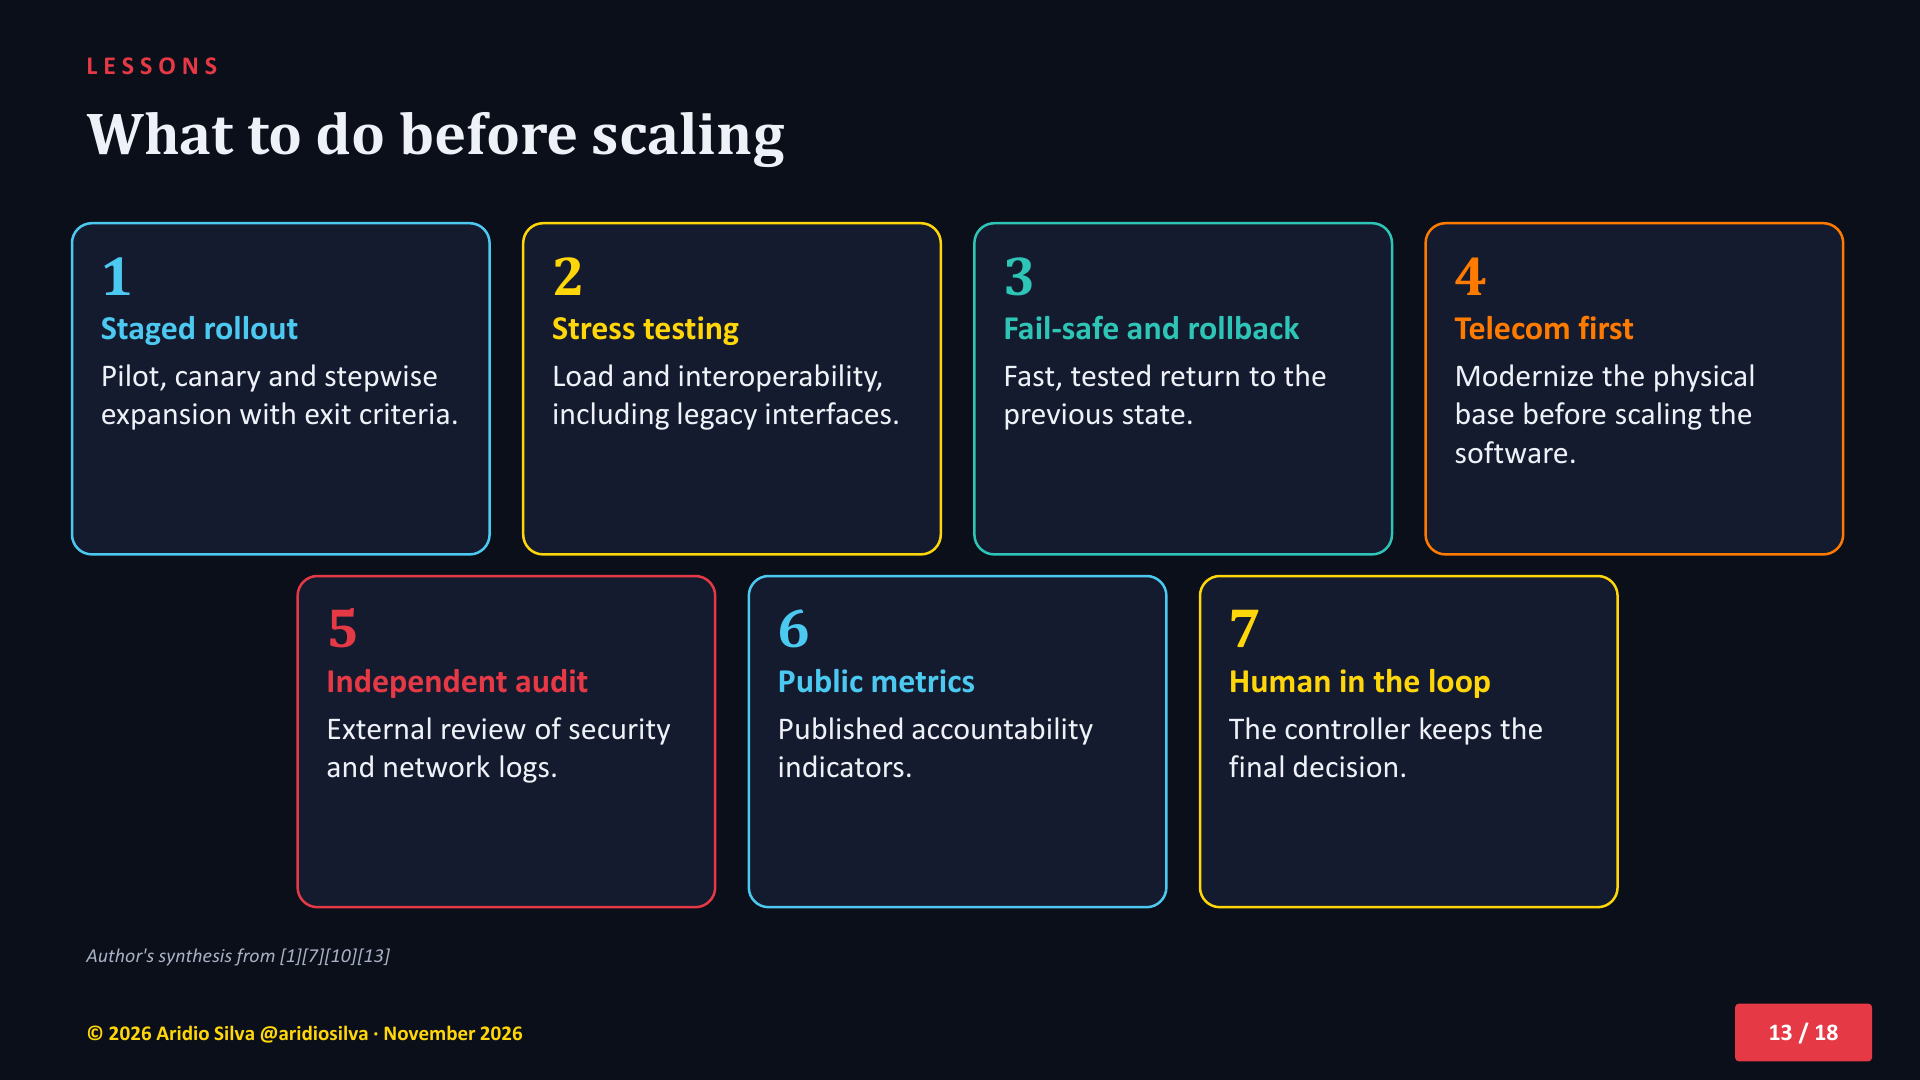 LESSONS
What to do before scaling
1
Staged rollout
Pilot, canary and stepwise
expansion with exit criteria.
2
Stress testing
Load and interoperability,
including legacy interfaces.
3
Fail-safe and rollback
Fast, tested return to the
previous state.
4
Telecom first
Modernize the physical
base before scaling the
software.
5
Independent audit
External review of security
and network logs.
6
Public metrics
Published accountability
indicators.
7
Human in the loop
The controller keeps the
final decision.
Author's synthesis from [1][7][10][13]
© 2026 Aridio Silva @aridiosilva · November 2026
13 / 18